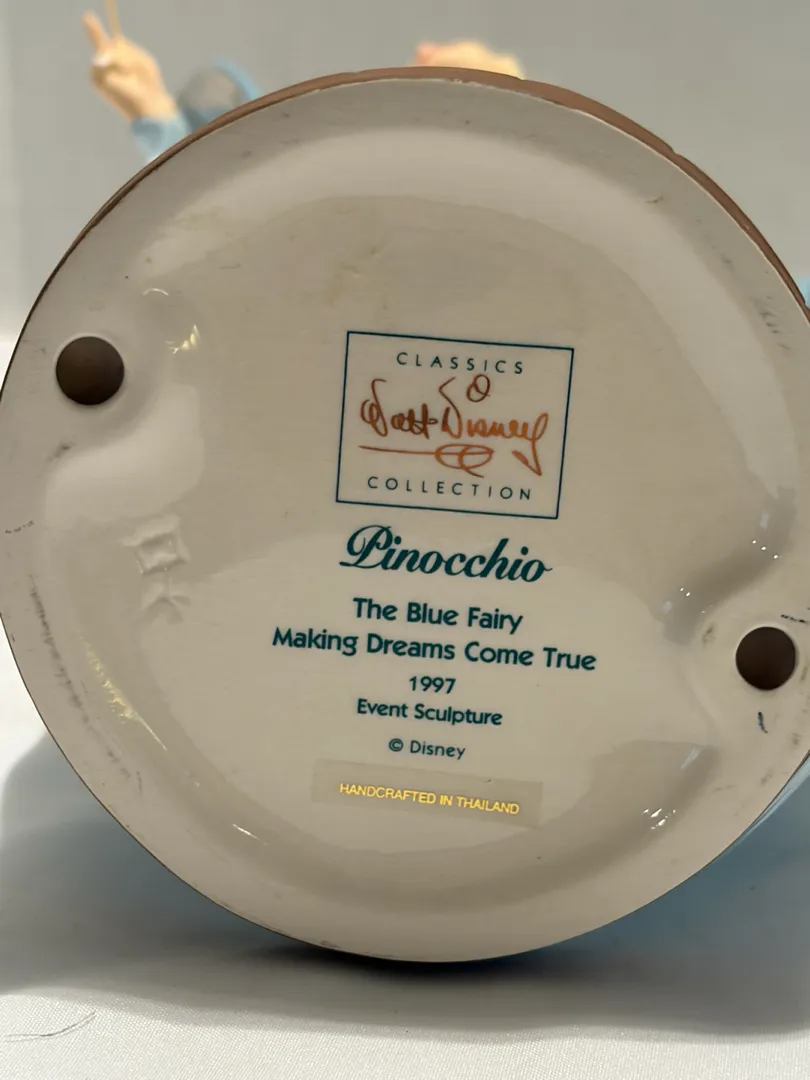 CLASSICS
Walt Disney
COLLECTION
Pinocchio
The Blue Fairy
Making Dreams Come True
1997
Event Sculpture
© Disney
HANDCRAFTED IN THAILAND